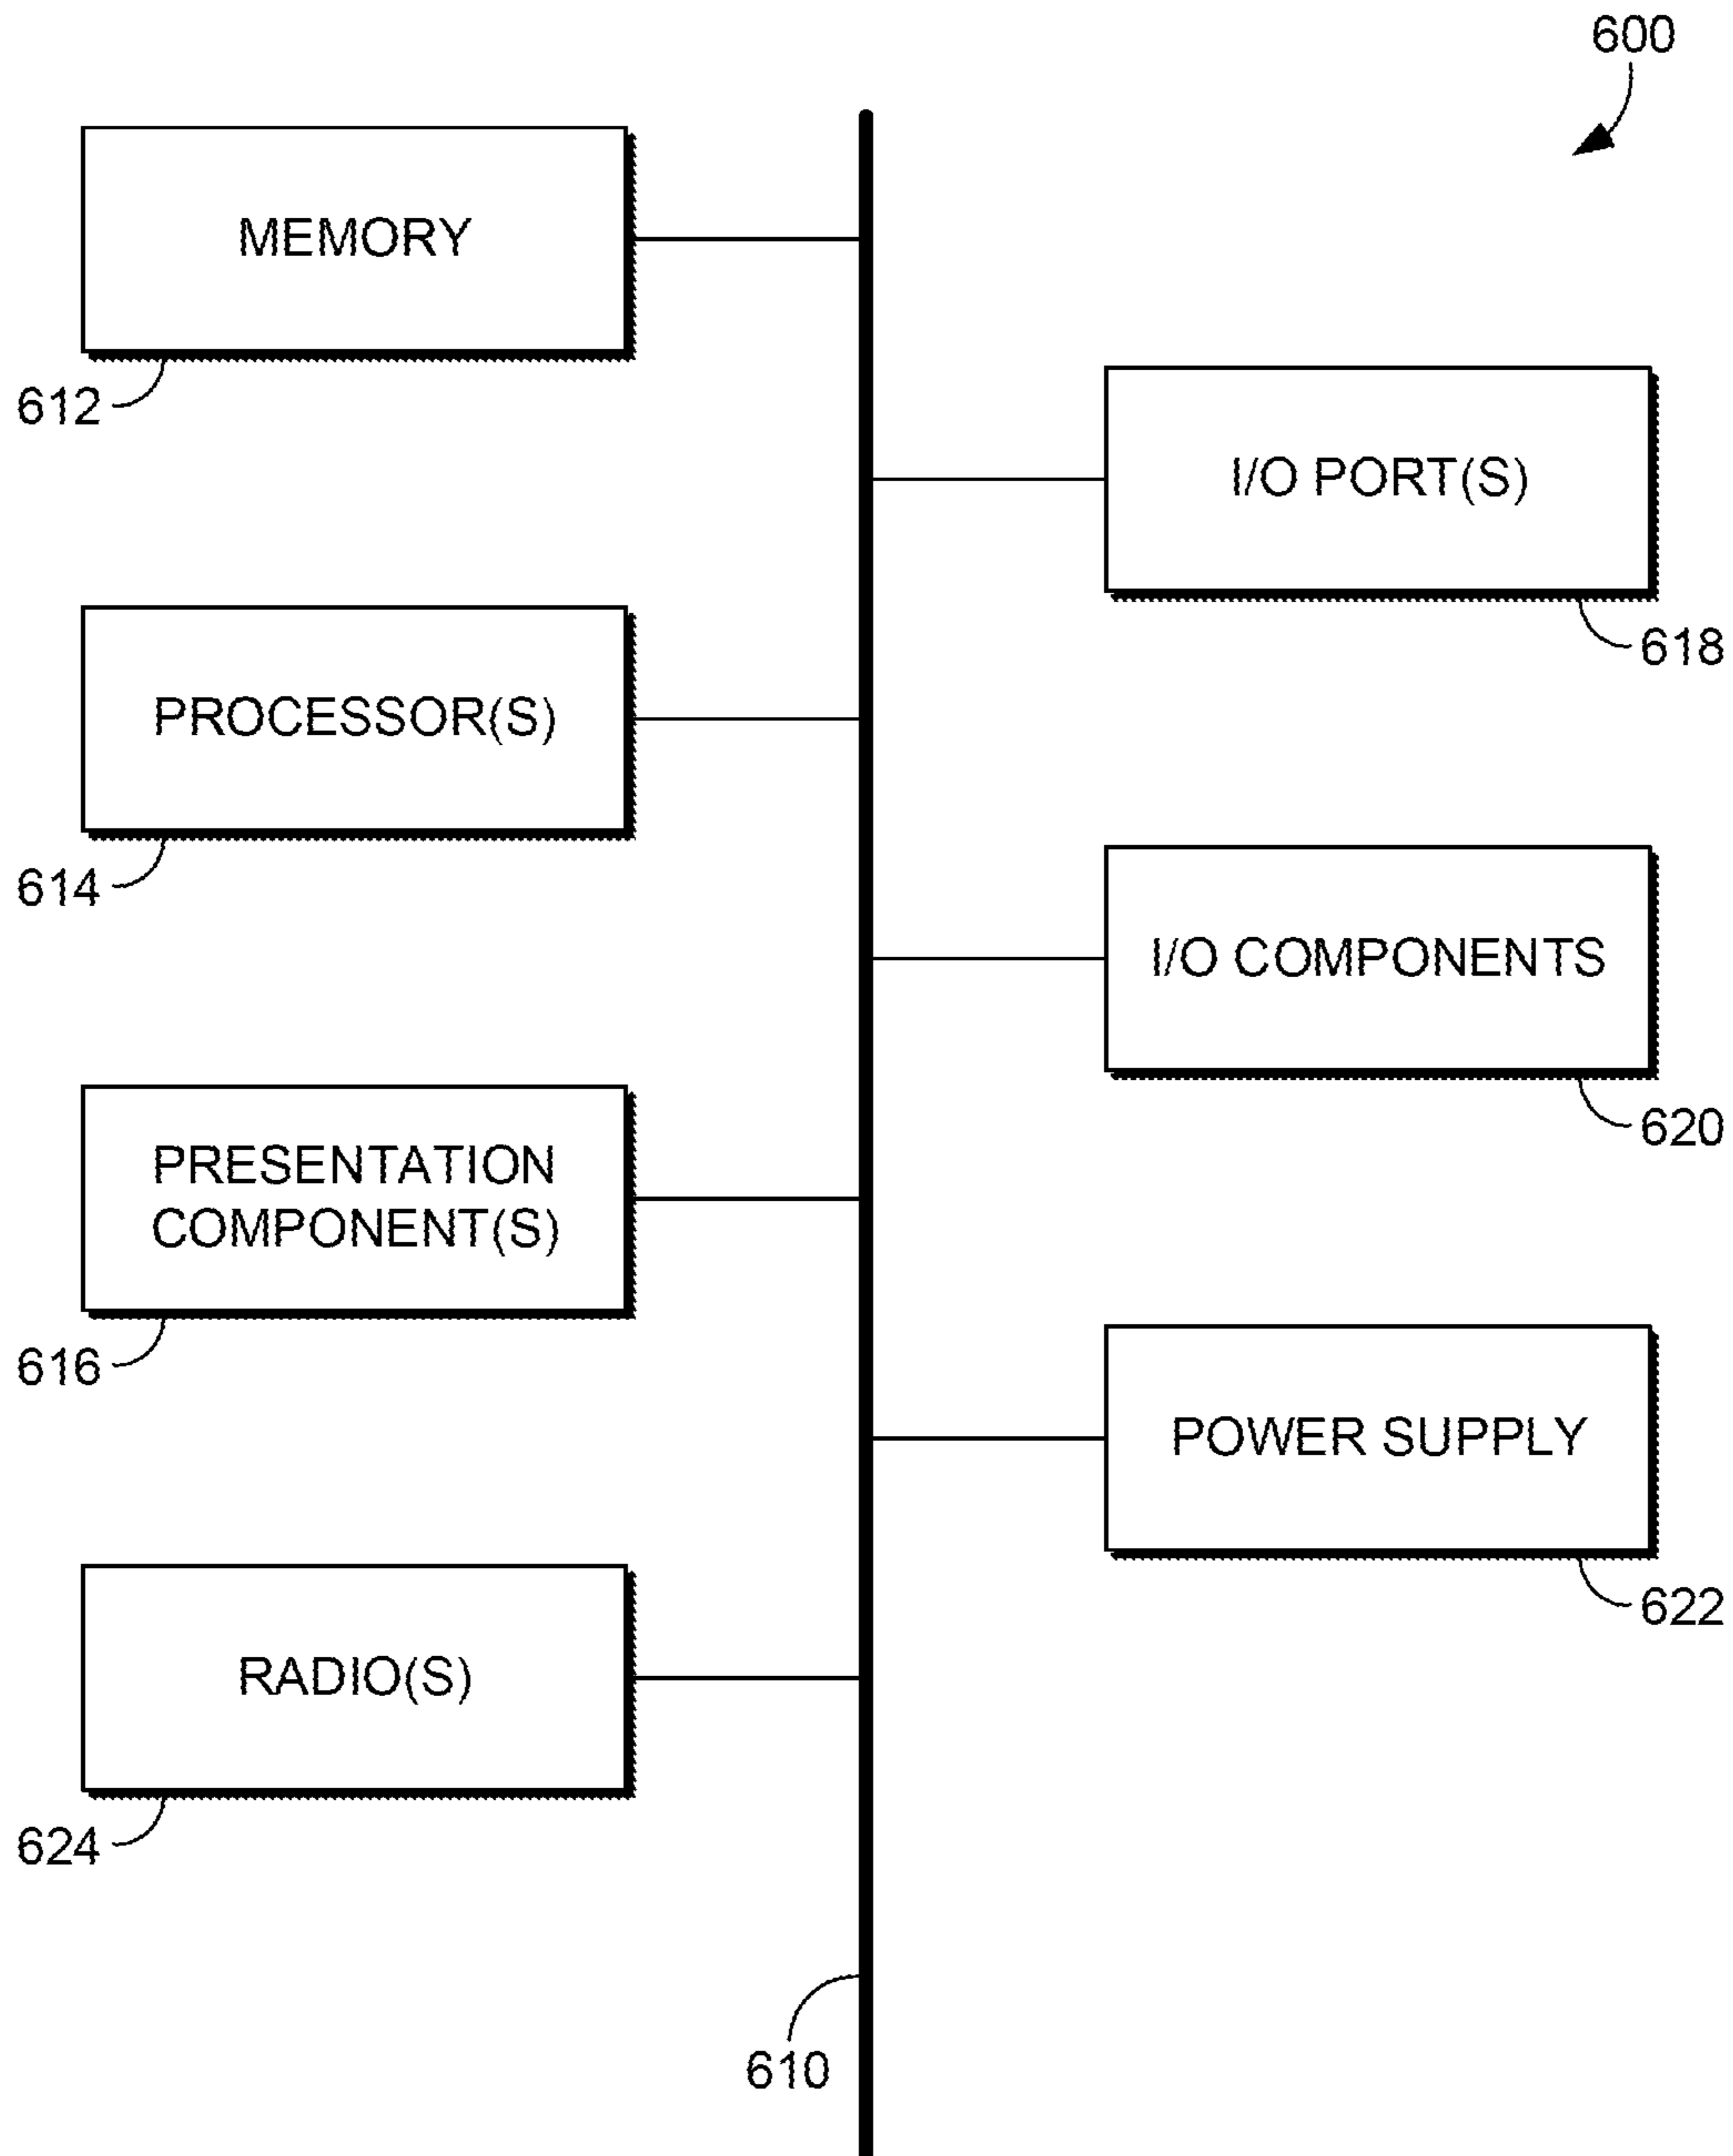 600
MEMORY
612
I/O PORT(S)
618
PROCESSOR(S)
614
I/O COMPONENTS
620
PRESENTATION
COMPONENT(S)
616
POWER SUPPLY
622
RADIO(S)
624
610